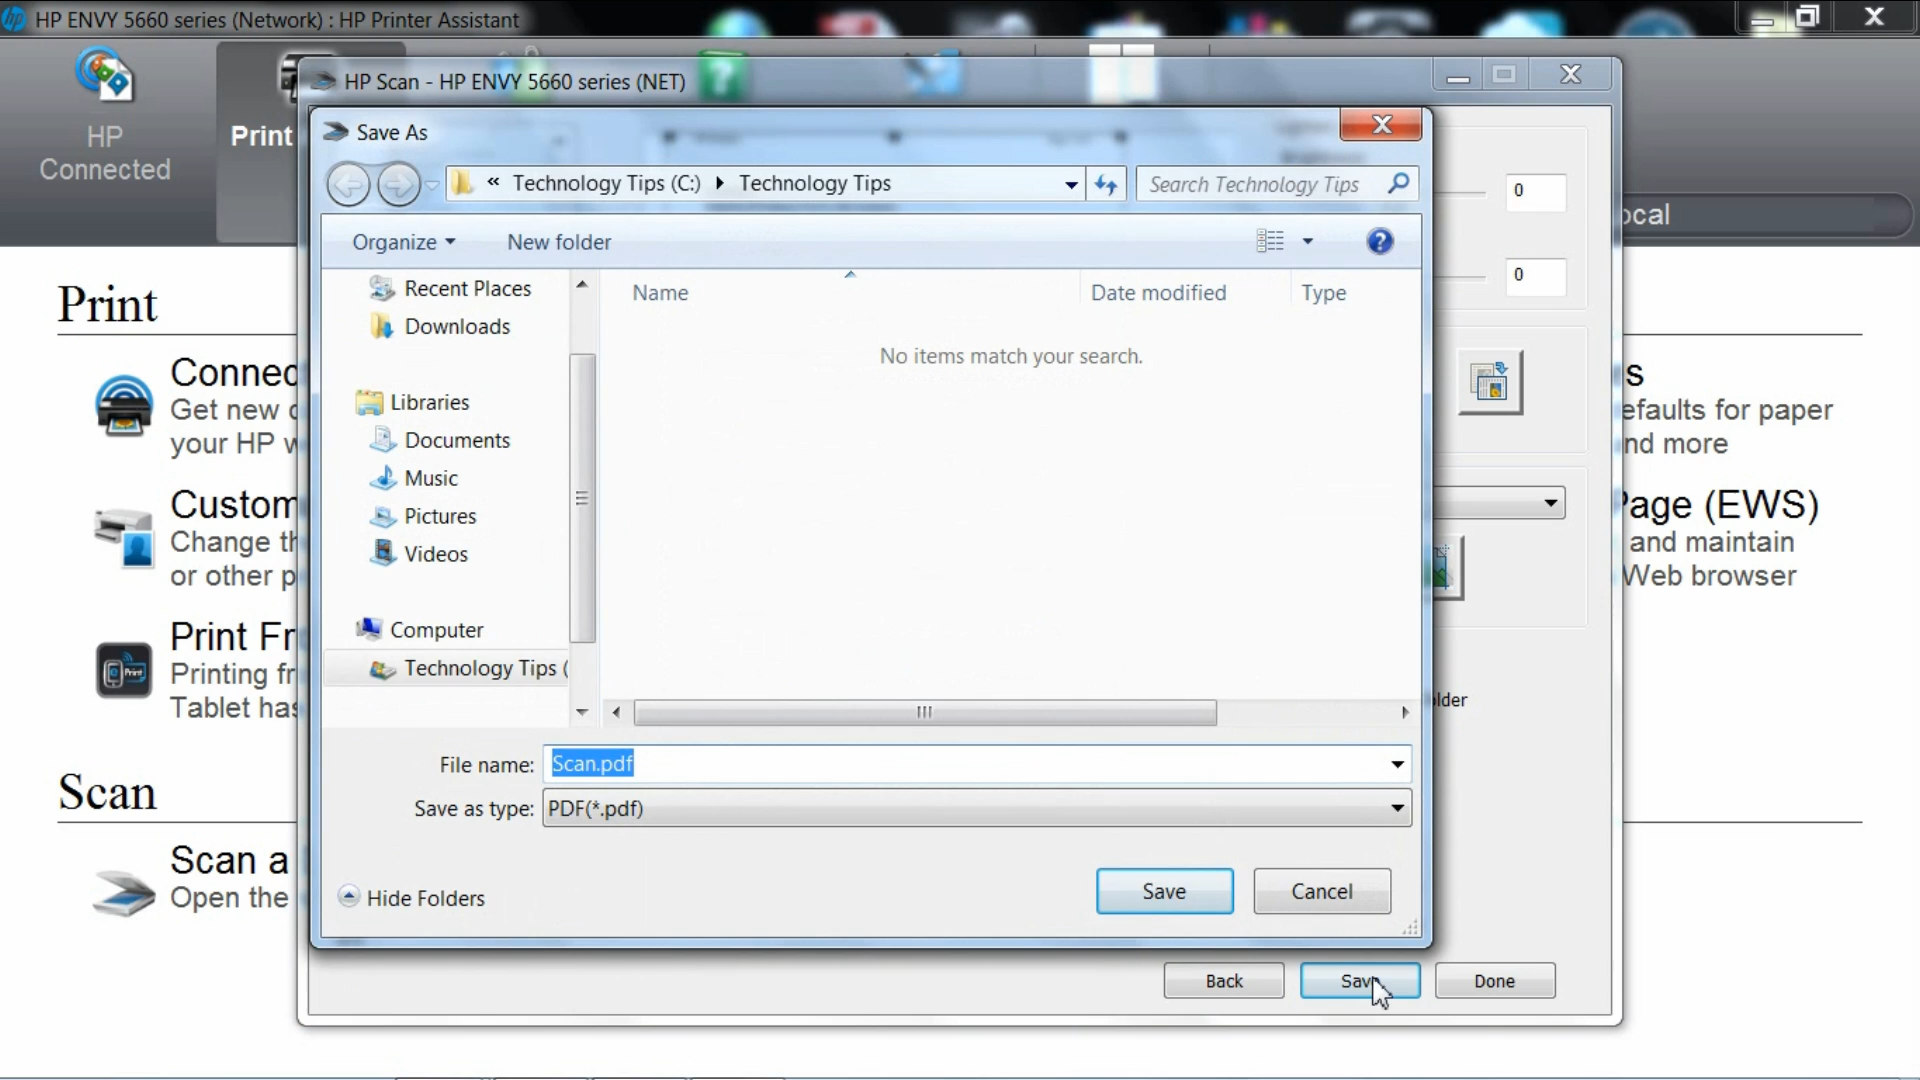 HP ENVY 5660 series (Network) : HP Printer Assistant
HP
Connected
Print
HP Scan - HP ENVY 5660 series (NET)
Save As
« Technology Tips (C:) Technology Tips
Search Technology Tips
Organize
New folder
Recent Places
Downloads
Libraries
Documents
Music
Pictures
Videos
Computer
Technology Tips (
Name
Date modified
Type
No items match your search.
File name: Scan.pdf
Save as type: PDF(*.pdf)
Hide Folders
Save
Cancel
0
0
ocal
lder
Back
Save
Done
Print
Connec
Get new
your HP
Custom
Change th
or other p
Print Fr
Printing fr
Tablet has
s
efaults for paper
nd more
Page (EWS)
and maintain
Web browser
Scan
Scan a
Open the